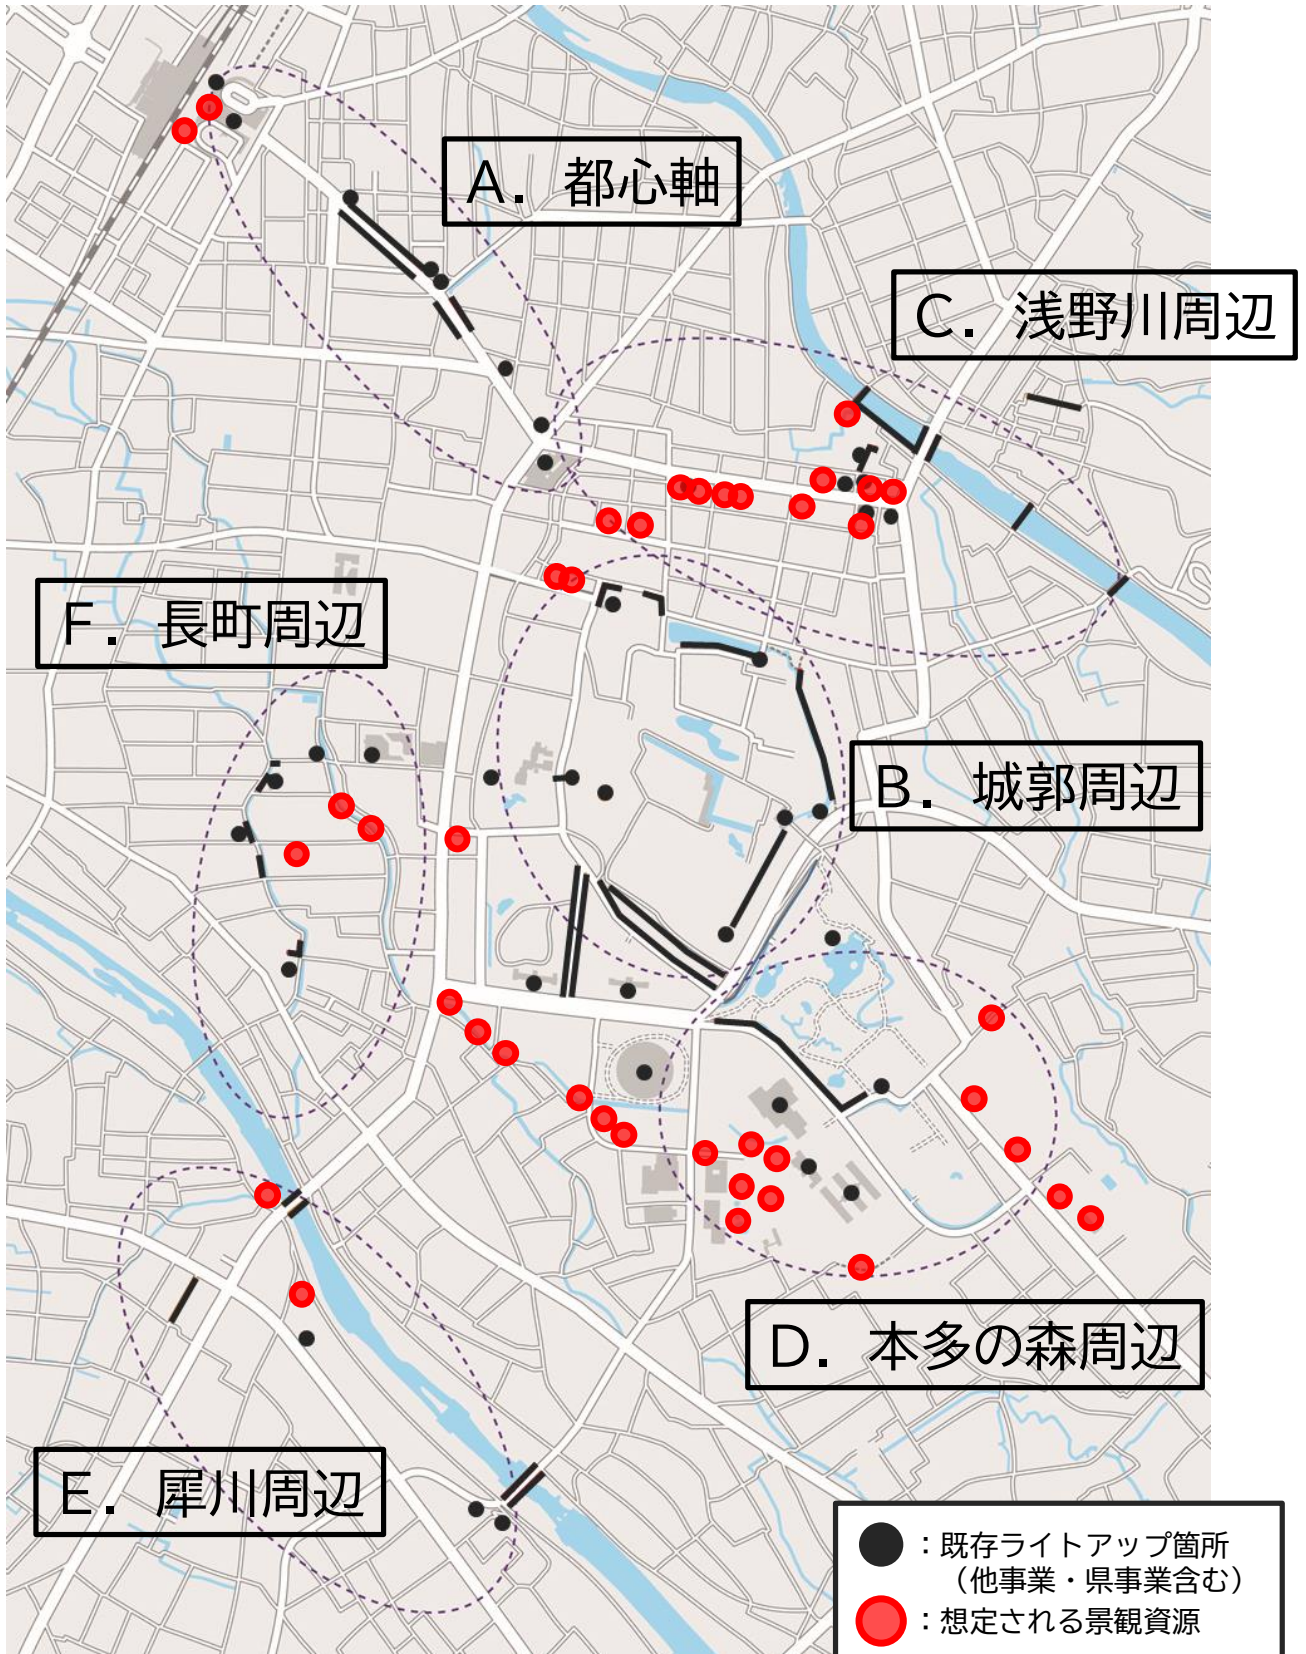 A．都心軸
C．浅野川周辺
F．長町周辺
B．城郭周辺
D．本多の森周辺
E．犀川周辺
：既存ライトアップ箇所
（他事業・県事業含む）
：想定される景観資源